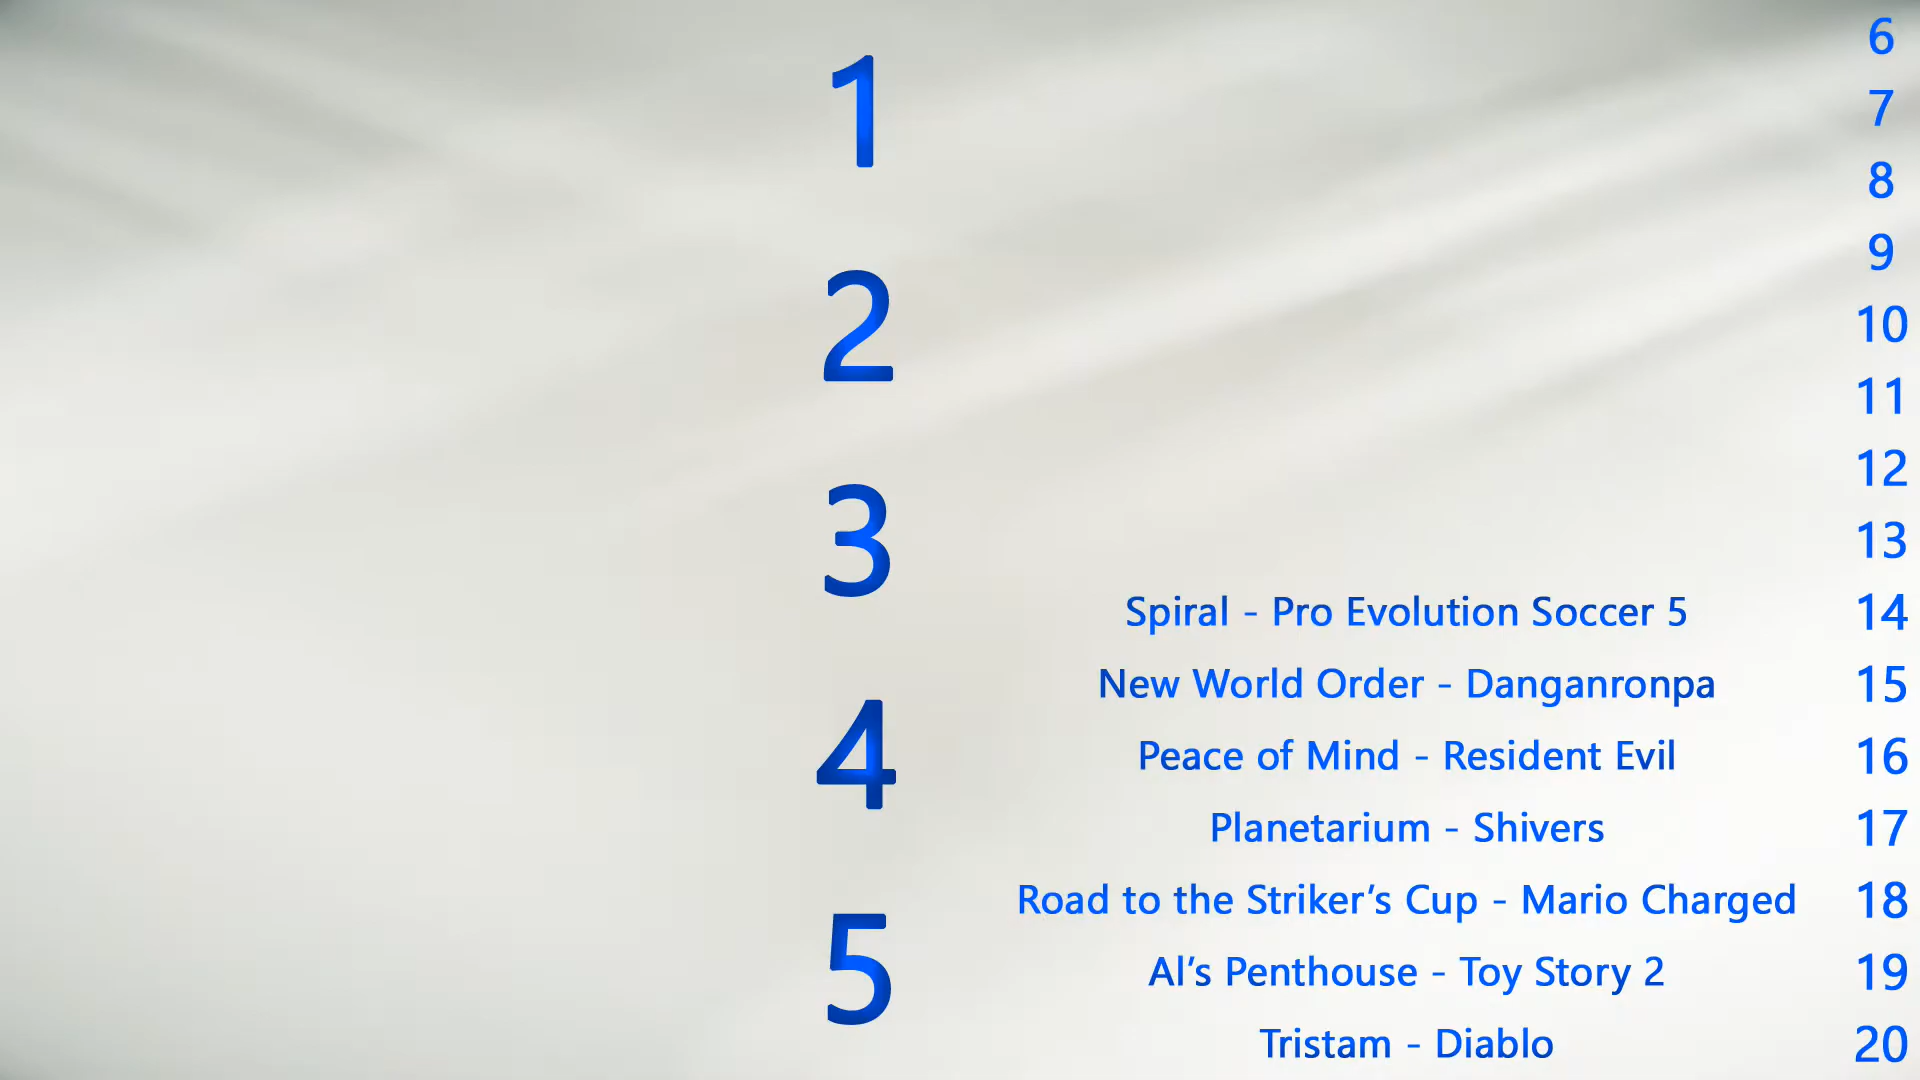 1
2
3
4
5
6
7
8
9
10
11
12
13
Spiral - Pro Evolution Soccer 5 14
New World Order - Danganronpa 15
Peace of Mind - Resident Evil 16
Planetarium - Shivers 17
Road to the Striker’s Cup - Mario Charged 18
Al’s Penthouse - Toy Story 2 19
Tristam - Diablo 20